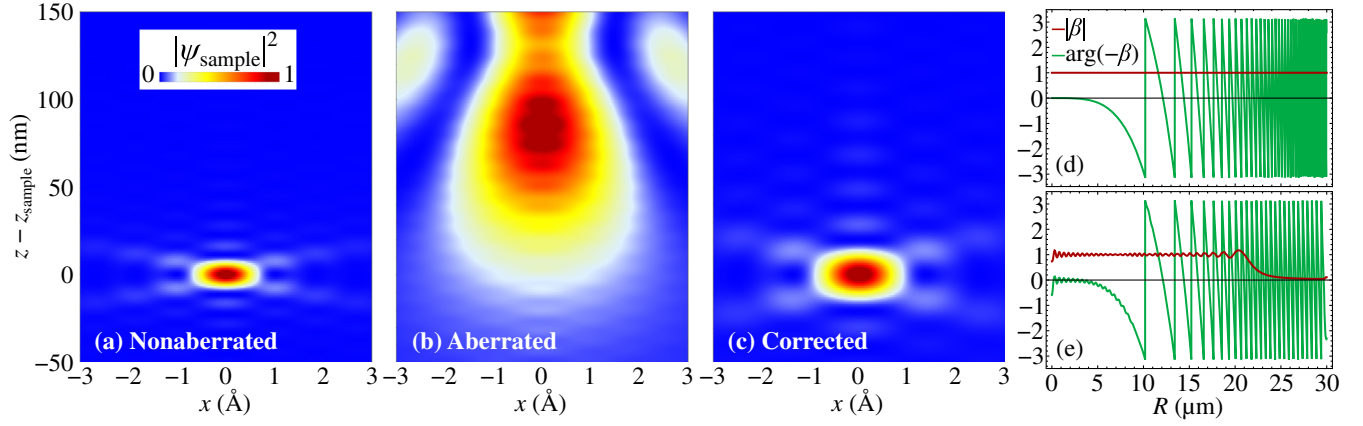 150
100
50
0
−50
z − z_sample (nm)
|ψ_sample|²
0 1
(a) Nonaberrated
−3 −2 −1 0 1 2 3
x (Å)
(b) Aberrated
−3 −2 −1 0 1 2 3
x (Å)
(c) Corrected
−3 −2 −1 0 1 2 3
x (Å)
3
2
1
0
−1
−2
−3
|β|
arg(−β)
(d)
3
2
1
0
−1
−2
−3
(e)
0 5 10 15 20 25 30
R (μm)